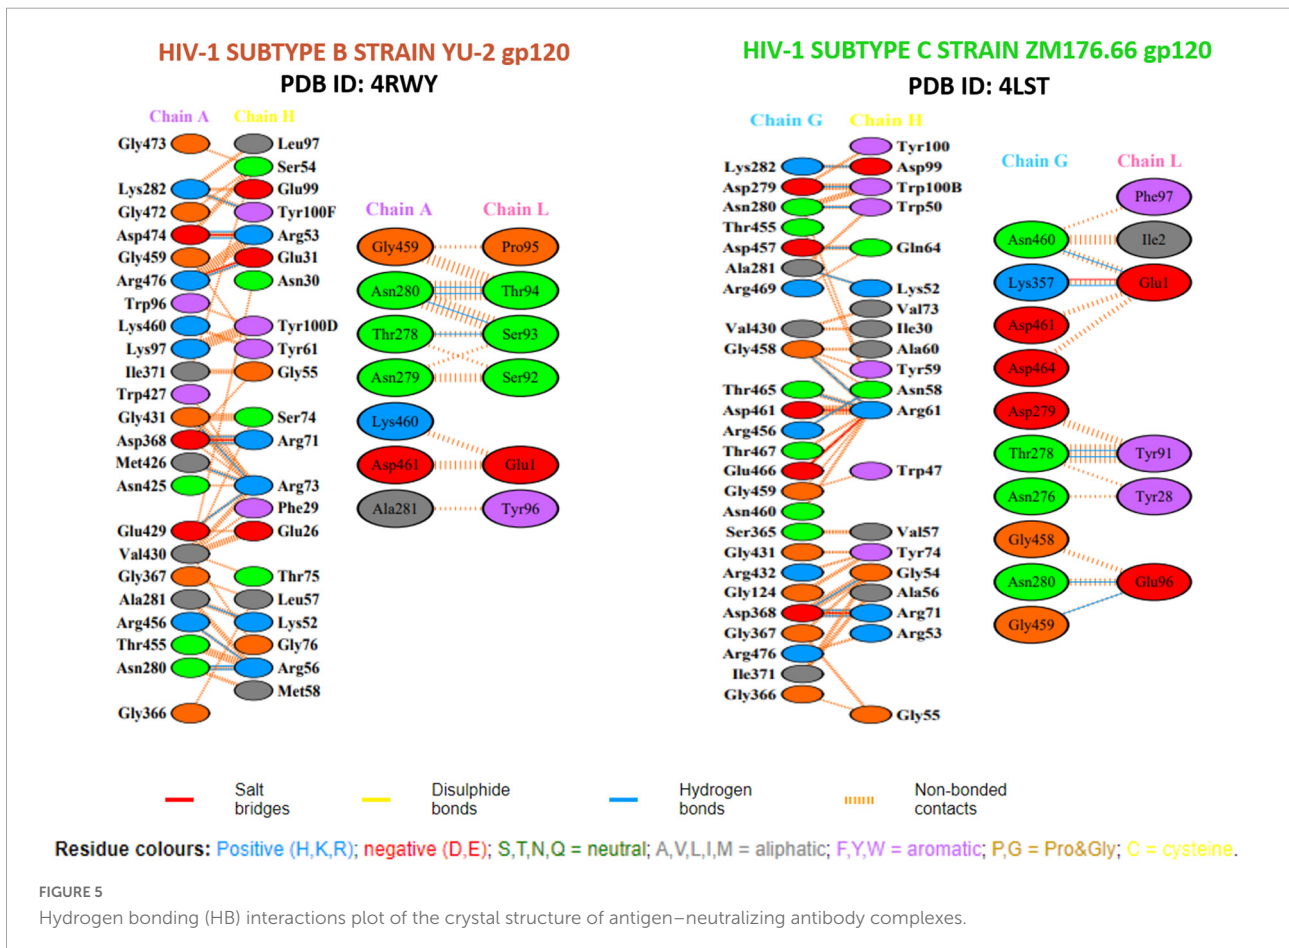 HIV-1 SUBTYPE B STRAIN YU-2 gp120
PDB ID: 4RWY
Chain A Chain H
Gly473 Leu97
Ser54
Lys282 Glu99
Gly472 Tyr100F
Asp474 Arg53
Gly459 Glu31
Arg476 Asn30
Trp96
Lys460 Tyr100D
Lys97 Tyr61
Ile371 Gly55
Trp427
Gly431 Ser74
Asp368 Arg71
Met426
Asn425 Arg73
Phe29
Glu429 Glu26
Val430
Gly367 Thr75
Ala281 Leu57
Arg456 Lys52
Thr455 Gly76
Asn280 Arg56
Met58
Gly366
Chain A Chain L
Gly459 Pro95
Asn280 Thr94
Thr278 Ser93
Asn279 Ser92
Lys460
Asp461 Glu1
Ala281 Tyr96
HIV-1 SUBTYPE C STRAIN ZM176.66 gp120
PDB ID: 4LST
Chain G Chain H
Tyr100
Lys282 Asp99
Asp279 Trp100B
Asn280 Trp50
Thr455
Asp457 Gln64
Ala281
Arg469 Lys52
Val73
Val430 Ile30
Gly458 Ala60
Tyr59
Thr465 Asn58
Asp461 Arg61
Arg456
Thr467
Glu466 Trp47
Gly459
Asn460
Ser365 Val57
Gly431 Tyr74
Arg432 Gly54
Gly124 Ala56
Asp368 Arg71
Gly367 Arg53
Arg476
Ile371
Gly366
Gly55
Chain G Chain L
Phe97
Asn460 Ile2
Lys357 Glu1
Asp461
Asp464
Asp279
Thr278 Tyr91
Asn276 Tyr28
Gly458
Asn280 Glu96
Gly459
Salt bridges
Disulphide bonds
Hydrogen bonds
Non-bonded contacts
Residue colours: Positive (H,K,R); negative (D,E); S,T,N,Q = neutral; A,V,L,I,M = aliphatic; F,Y,W = aromatic; P,G = Pro&Gly; C = cysteine.
FIGURE 5
Hydrogen bonding (HB) interactions plot of the crystal structure of antigen–neutralizing antibody complexes.